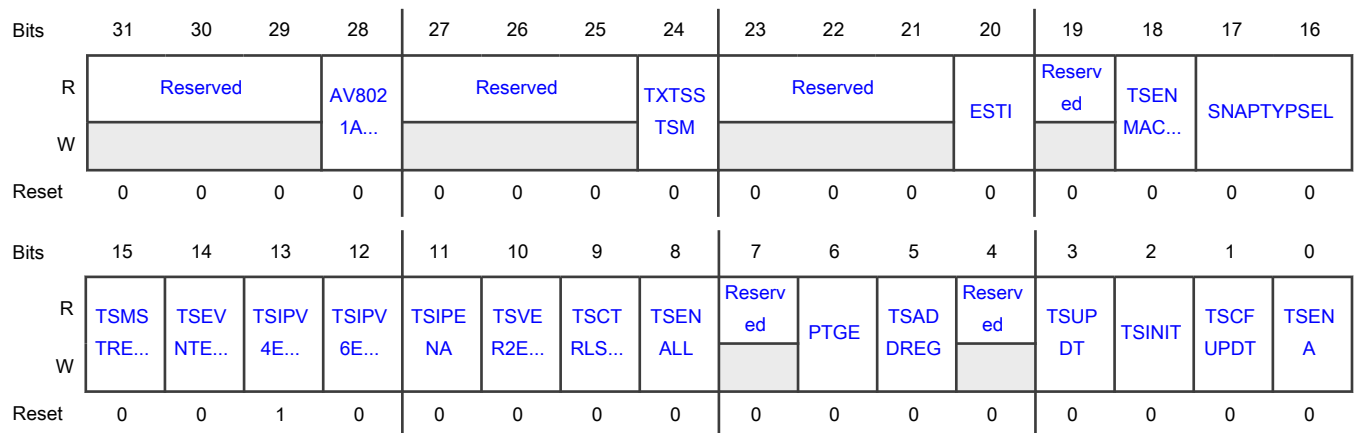 Bits 31 30 29 28 27 26 25 24 23 22 21 20 19 18 17 16
R Reserved AV802 1A... Reserved TXTSS TSM Reserved ESTI Reserv ed TSEN MAC... SNAPTYPSEL
W
Reset 0 0 0 0 0 0 0 0 0 0 0 0 0 0 0 0
Bits 15 14 13 12 11 10 9 8 7 6 5 4 3 2 1 0
R TSMS TRE... TSEV NTE... TSIPV 4E... TSIPV 6E... TSIPE NA TSVE R2E... TSCT RLS... TSEN ALL Reserv ed PTGE TSAD DREG Reserv ed TSUP DT TSINIT TSCF UPDT TSEN A
W
Reset 0 0 1 0 0 0 0 0 0 0 0 0 0 0 0 0